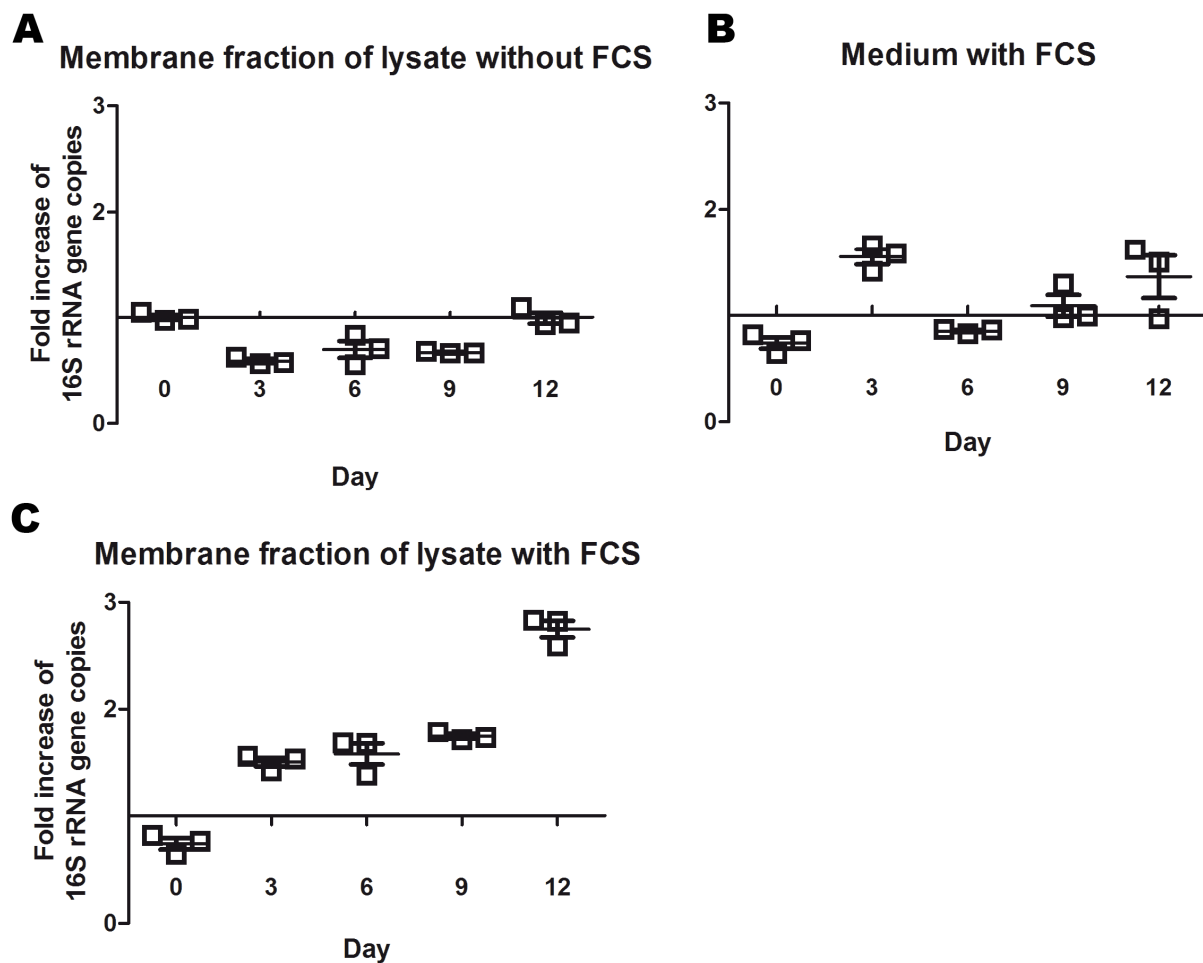 A
Membrane fraction of lysate without FCS
Fold increase of
16S rRNA gene copies
3
2
0
0 3 6 9 12
Day
B
Medium with FCS
3
2
0
0 3 6 9 12
Day
C
Membrane fraction of lysate with FCS
Fold increase of
16S rRNA gene copies
3
2
0
0 3 6 9 12
Day